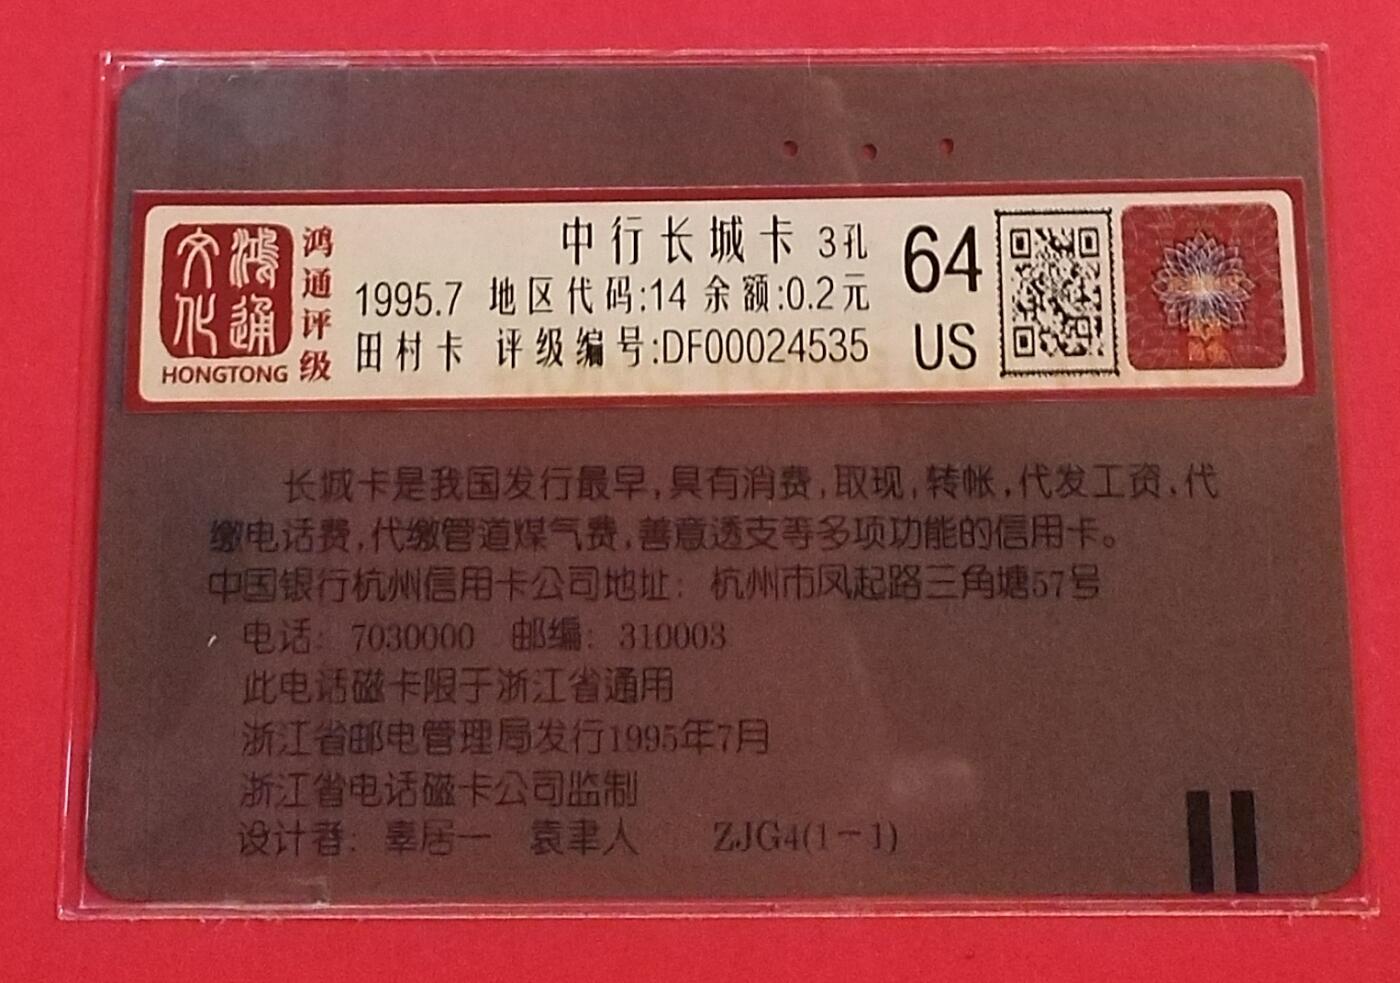 鸿通文化
HONGTONG
鸿通评级
中行长城卡 3孔
1995.7 地区代码:14 余额:0.2元
田村卡 评级编号:DF00024535
64
US
长城卡是我国发行最早,具有消费,取现,转帐,代发工资,代
缴电话费,代缴管道煤气费,善意透支等多项功能的信用卡。
中国银行杭州信用卡公司地址: 杭州市凤起路三角塘57号
电话: 7030000 邮编: 310003
此电话磁卡限于浙江省通用
浙江省邮电管理局发行1995年7月
浙江省电话磁卡公司监制
设计者: 辜居一 袁聿人 ZJG4(1-1)